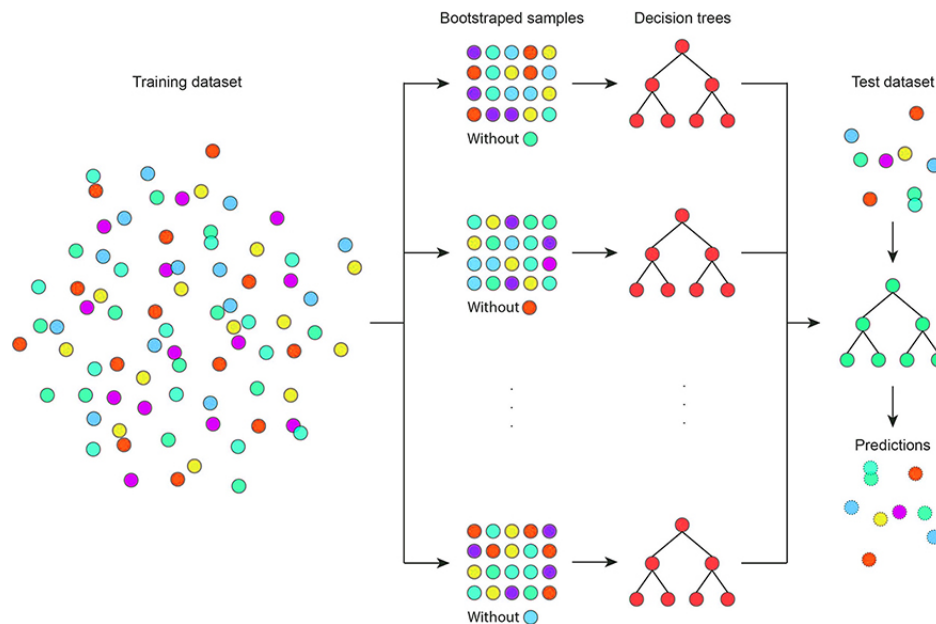 Training dataset
Bootstraped samples
Decision trees
Test dataset
Without
Without
Without
Predictions